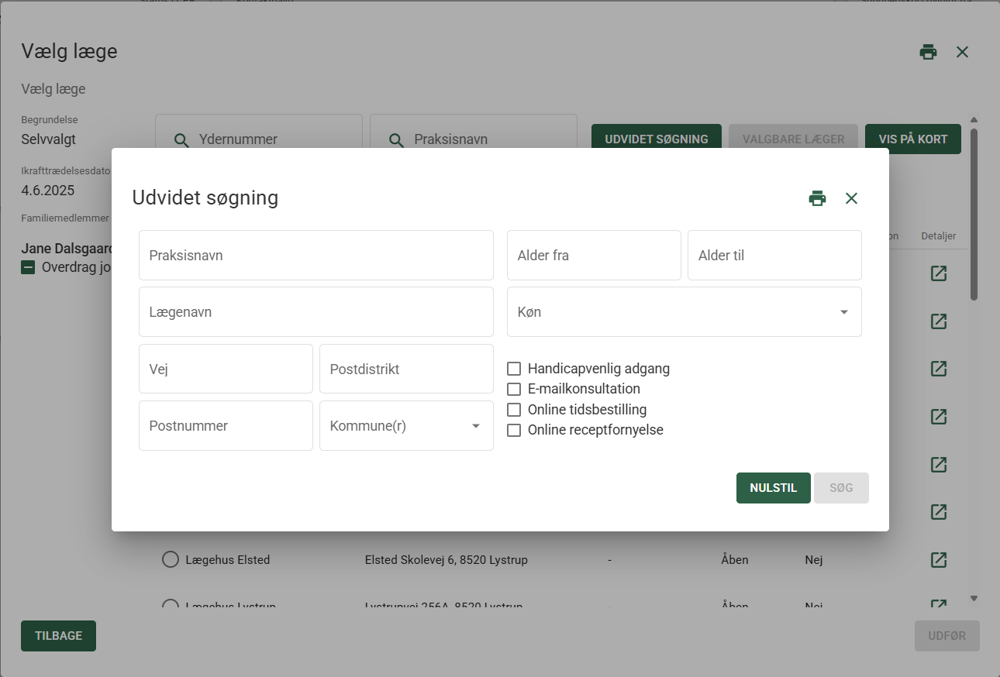 Vælg læge
Vælg læge
Begrundelse
Selvvalgt
Ydernummer
Praksisnavn
UDVIDET SØGNING
VALGBARE LÆGER
VIS PÅ KORT
Ikrafttrædelsesdato
4.6.2025
Familiemedlemmer
Jane Dalsgaard
Overdrag jo
Detaljer
Udvidet søgning
Praksisnavn
Alder fra
Alder til
Lægenavn
Køn
Vej
Postdistrikt
Postnummer
Kommune(r)
Handicapvenlig adgang
E-mailkonsultation
Online tidsbestilling
Online receptfornyelse
NULSTIL
SØG
Lægehus Elsted Elsted Skolevej 6, 8520 Lystrup - Åben Nej
Lægehus Lystrup Lystrupvej 256A, 8520 Lystrup - Åben Nej
TILBAGE
UDFØR